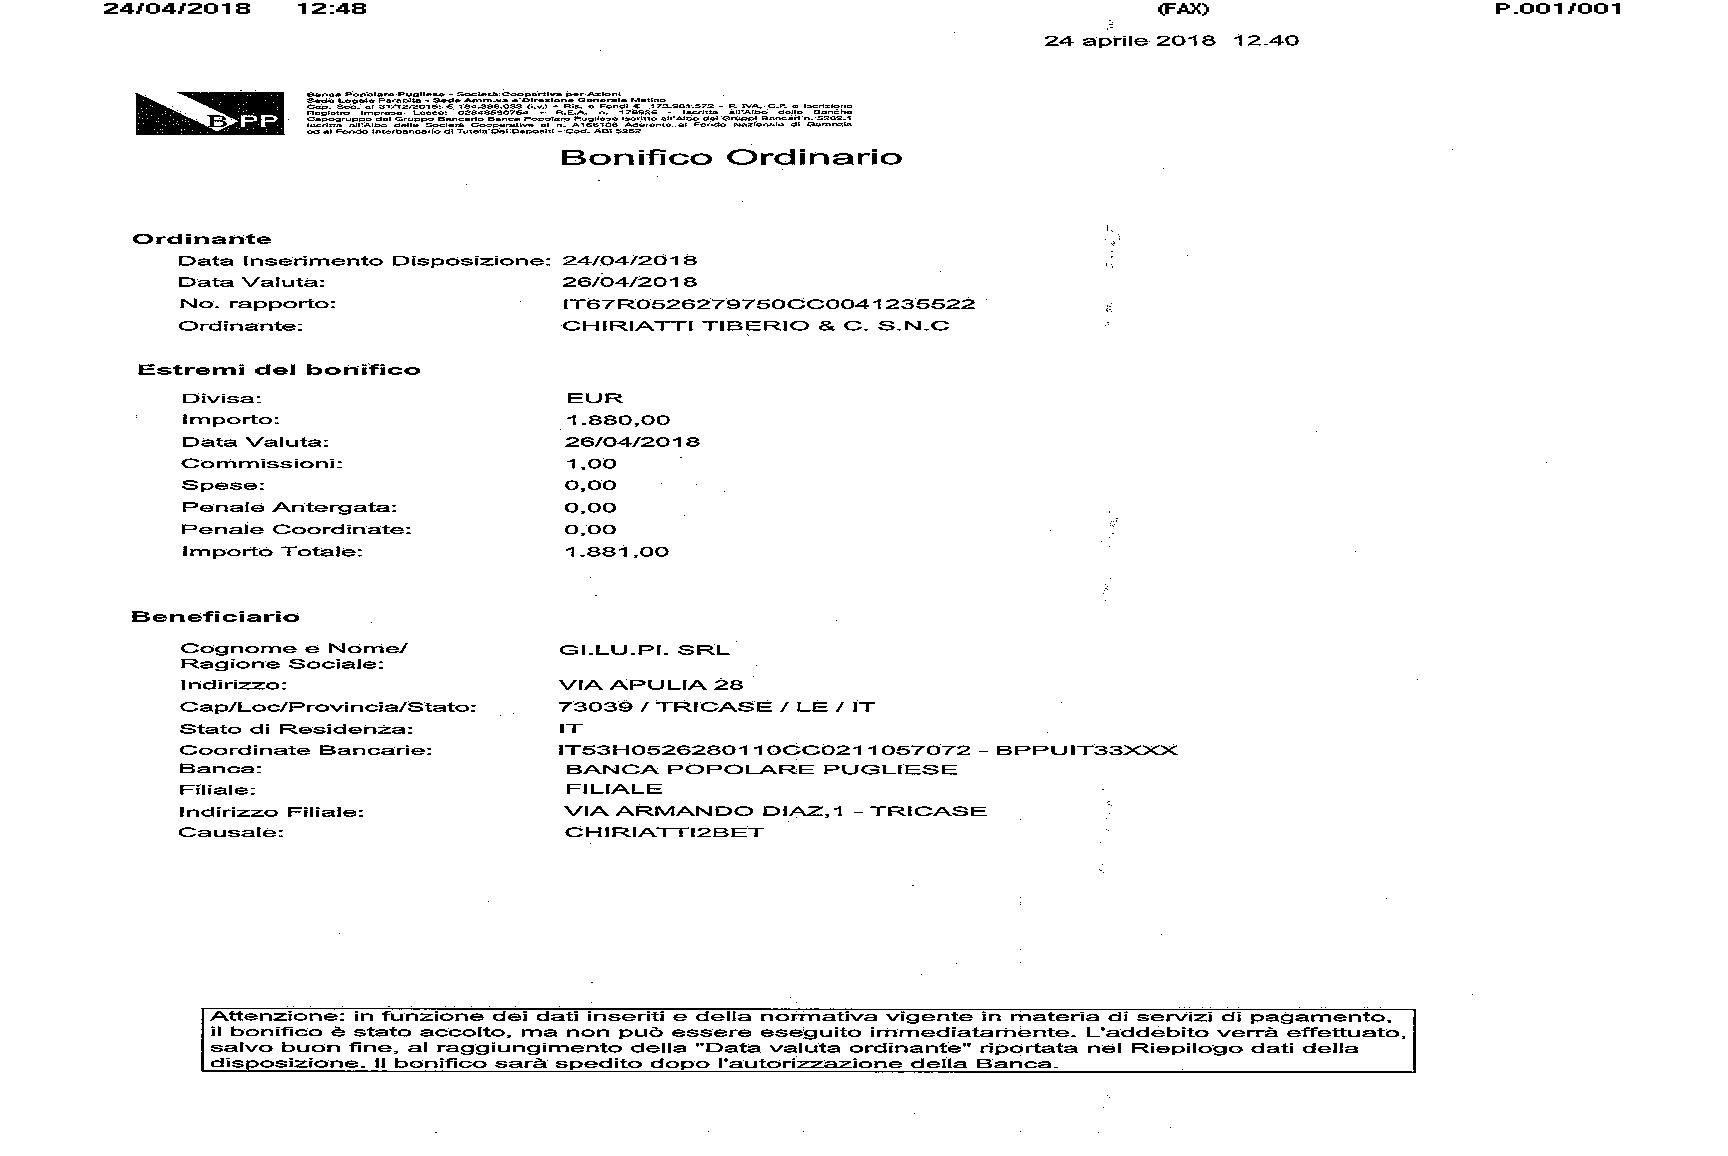 24/04/2018 12:48 (FAX) P.001/001
24 aprile 2018 12.40
Banca Popolare Pugliese - Società Cooperativa per Azioni
Sede Legale Parabita - Sede Amm.va e Direzione Generale Matino
BPP
Bonifico Ordinario
Ordinante
Data Inserimento Disposizione: 24/04/2018
Data Valuta: 26/04/2018
No. rapporto: IT67R0526279750CC0041235522
Ordinante: CHIRIATTI TIBERIO & C. S.N.C
Estremi del bonifico
Divisa: EUR
Importo: 1.880,00
Data Valuta: 26/04/2018
Commissioni: 1,00
Spese: 0,00
Penale Antergata: 0,00
Penale Coordinate: 0,00
Importo Totale: 1.881,00
Beneficiario
Cognome e Nome/ GI.LU.PI. SRL
Ragione Sociale:
Indirizzo: VIA APULIA 28
Cap/Loc/Provincia/Stato: 73039 / TRICASE / LE / IT
Stato di Residenza: IT
Coordinate Bancarie: IT53H0526280110CC0211057072 - BPPUIT33XXX
Banca: BANCA POPOLARE PUGLIESE
Filiale: FILIALE
Indirizzo Filiale: VIA ARMANDO DIAZ,1 - TRICASE
Causale: CHIRIATTI2BET
Attenzione: in funzione dei dati inseriti e della normativa vigente in materia di servizi di pagamento,
il bonifico è stato accolto, ma non può essere eseguito immediatamente. L'addebito verrà effettuato,
salvo buon fine, al raggiungimento della "Data valuta ordinante" riportata nel Riepilogo dati della
disposizione. Il bonifico sarà spedito dopo l'autorizzazione della Banca.